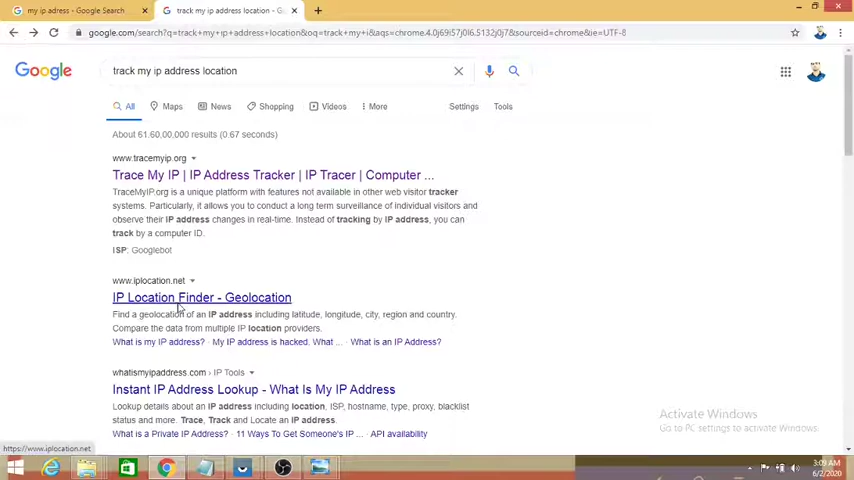 my ip adress - Google Search
track my ip address location - G
google.com/search?q=track+my+ip+address+location&oq=track+my+i&aqs=chrome.4.0j69i57j0l6.5132j0j7&sourceid=chrome&ie=UTF-8
Google
track my ip address location
All
Maps
News
Shopping
Videos
More
Settings
Tools
About 61,60,00,000 results (0.67 seconds)
www.tracemyip.org
Trace My IP | IP Address Tracker | IP Tracer | Computer ...
TraceMyIP.org is a unique platform with features not available in other web visitor tracker
systems. Particularly, it allows you to conduct a long term surveillance of individual visitors and
observe their IP address changes in real-time. Instead of tracking by IP address, you can
track by a computer ID.
ISP: Googlebot
www.iplocation.net
IP Location Finder - Geolocation
Find a geolocation of an IP address including latitude, longitude, city, region and country.
Compare the data from multiple IP location providers.
What is my IP address? · My IP address is hacked. What ... · What is an IP Address?
whatismyipaddress.com › IP Tools
Instant IP Address Lookup - What Is My IP Address
Lookup details about an IP address including location, ISP, hostname, type, proxy, blacklist
status and more. Trace, Track and Locate an IP address.
What is a Private IP Address? · 11 Ways To Get Someone's IP ... · API availability
Activate Windows
Go to PC settings to activate Windows.
https://www.iplocation.net
3:09 AM
6/2/2020